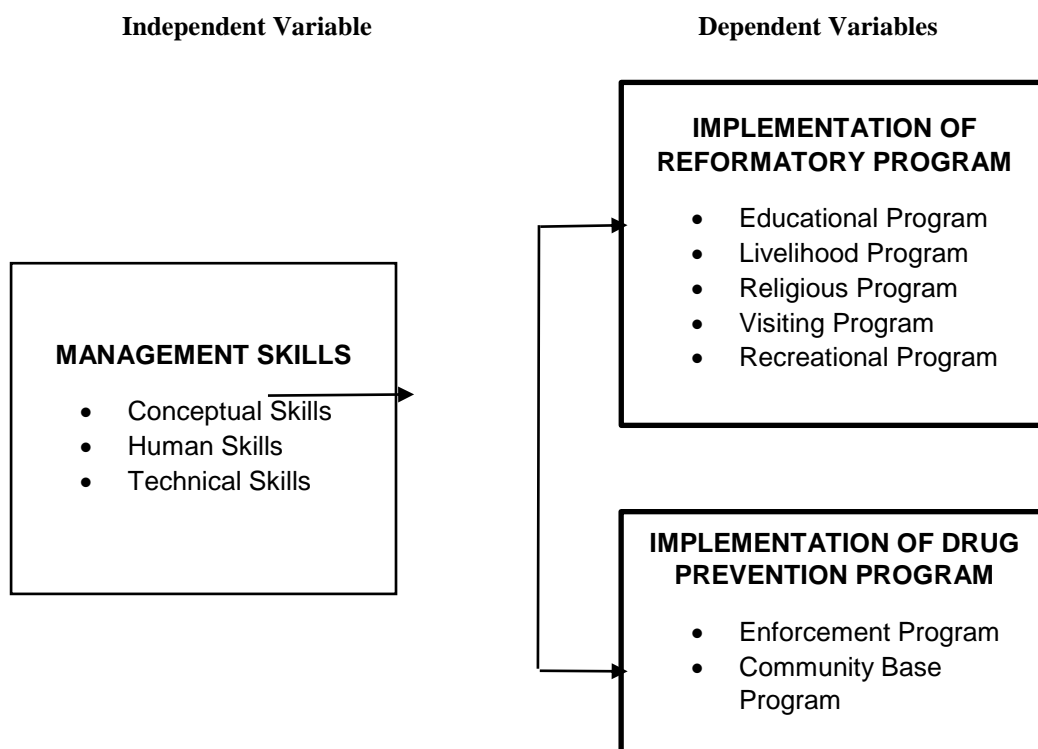 Independent Variable
Dependent Variables
MANAGEMENT SKILLS
• Conceptual Skills
• Human Skills
• Technical Skills
IMPLEMENTATION OF
REFORMATORY PROGRAM
• Educational Program
• Livelihood Program
• Religious Program
• Visiting Program
• Recreational Program
IMPLEMENTATION OF DRUG
PREVENTION PROGRAM
• Enforcement Program
• Community Base
Program